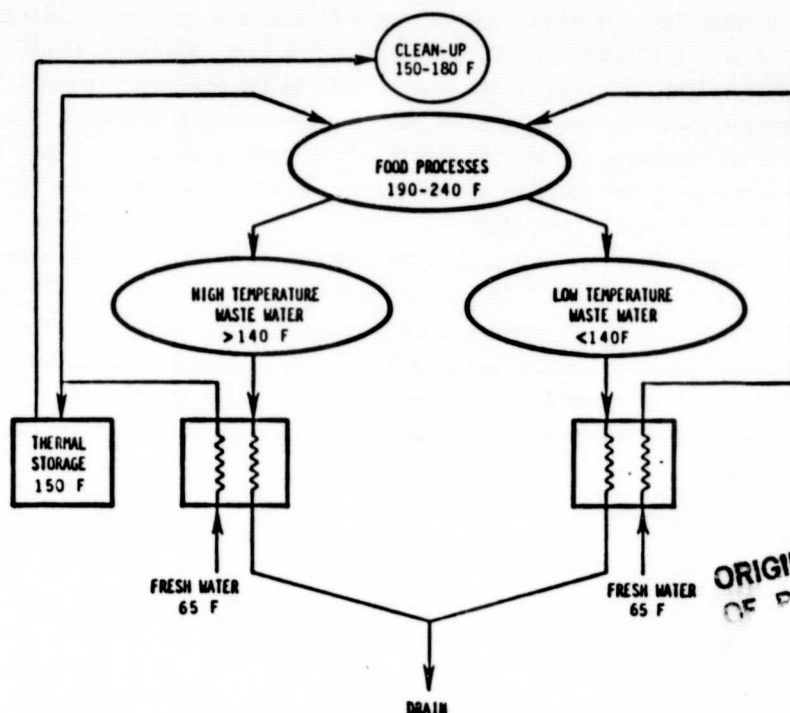 CLEAN-UP
150-180 F
FOOD PROCESSES
190-240 F
HIGH TEMPERATURE
WASTE WATER
>140 F
LOW TEMPERATURE
WASTE WATER
<140F
THERMAL
STORAGE
150 F
FRESH WATER
65 F
FRESH WATER
65 F
OF
DRAIN